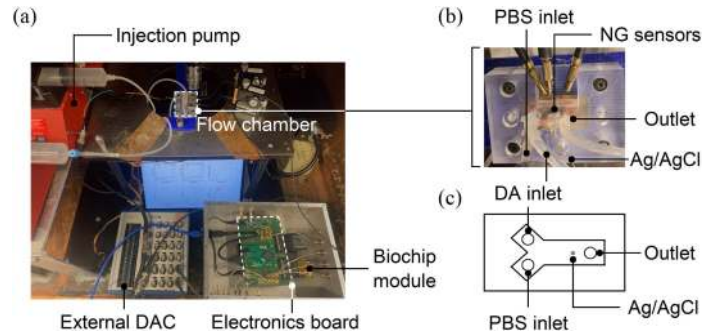 (a)
Injection pump
Flow chamber
Biochip
module
External DAC
Electronics board
(b)
PBS inlet
NG sensors
Outlet
Ag/AgCl
DA inlet
(c)
Outlet
Ag/AgCl
PBS inlet